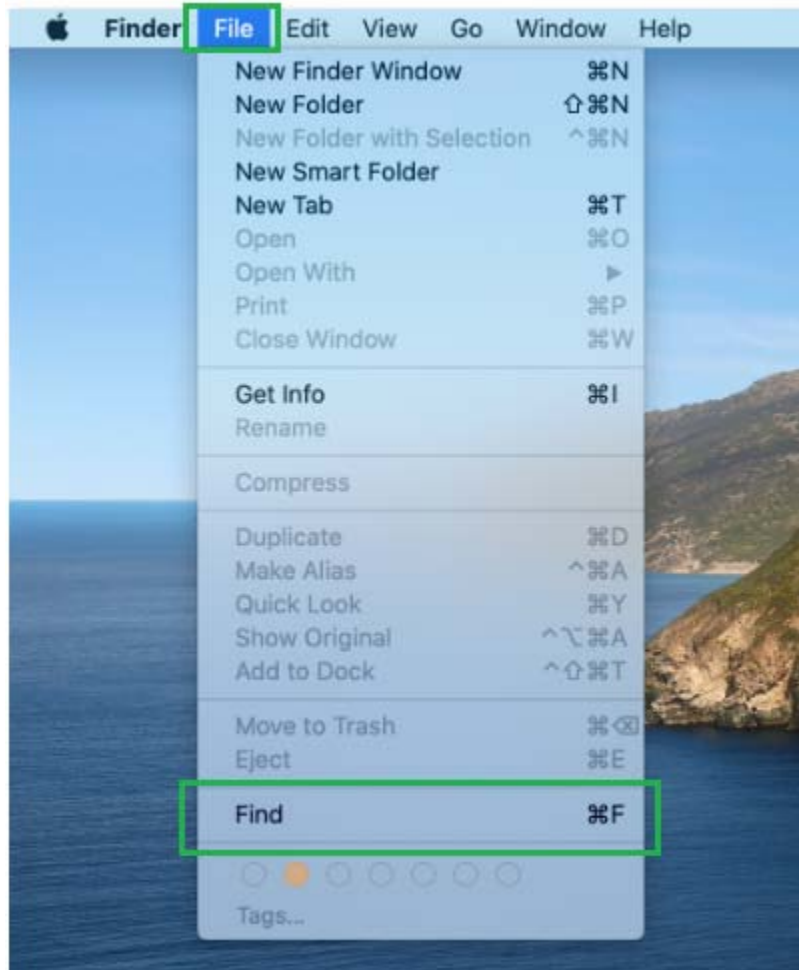 Finder File Edit View Go Window Help
New Finder Window ⌘N
New Folder ⇧⌘N
New Folder with Selection ^⌘N
New Smart Folder
New Tab ⌘T
Open ⌘O
Open With ▶
Print ⌘P
Close Window ⌘W
Get Info ⌘I
Rename
Compress
Duplicate ⌘D
Make Alias ^⌘A
Quick Look ⌘Y
Show Original ^⌥⌘A
Add to Dock ^⇧⌘T
Move to Trash ⌘⌫
Eject ⌘E
Find ⌘F
Tags...